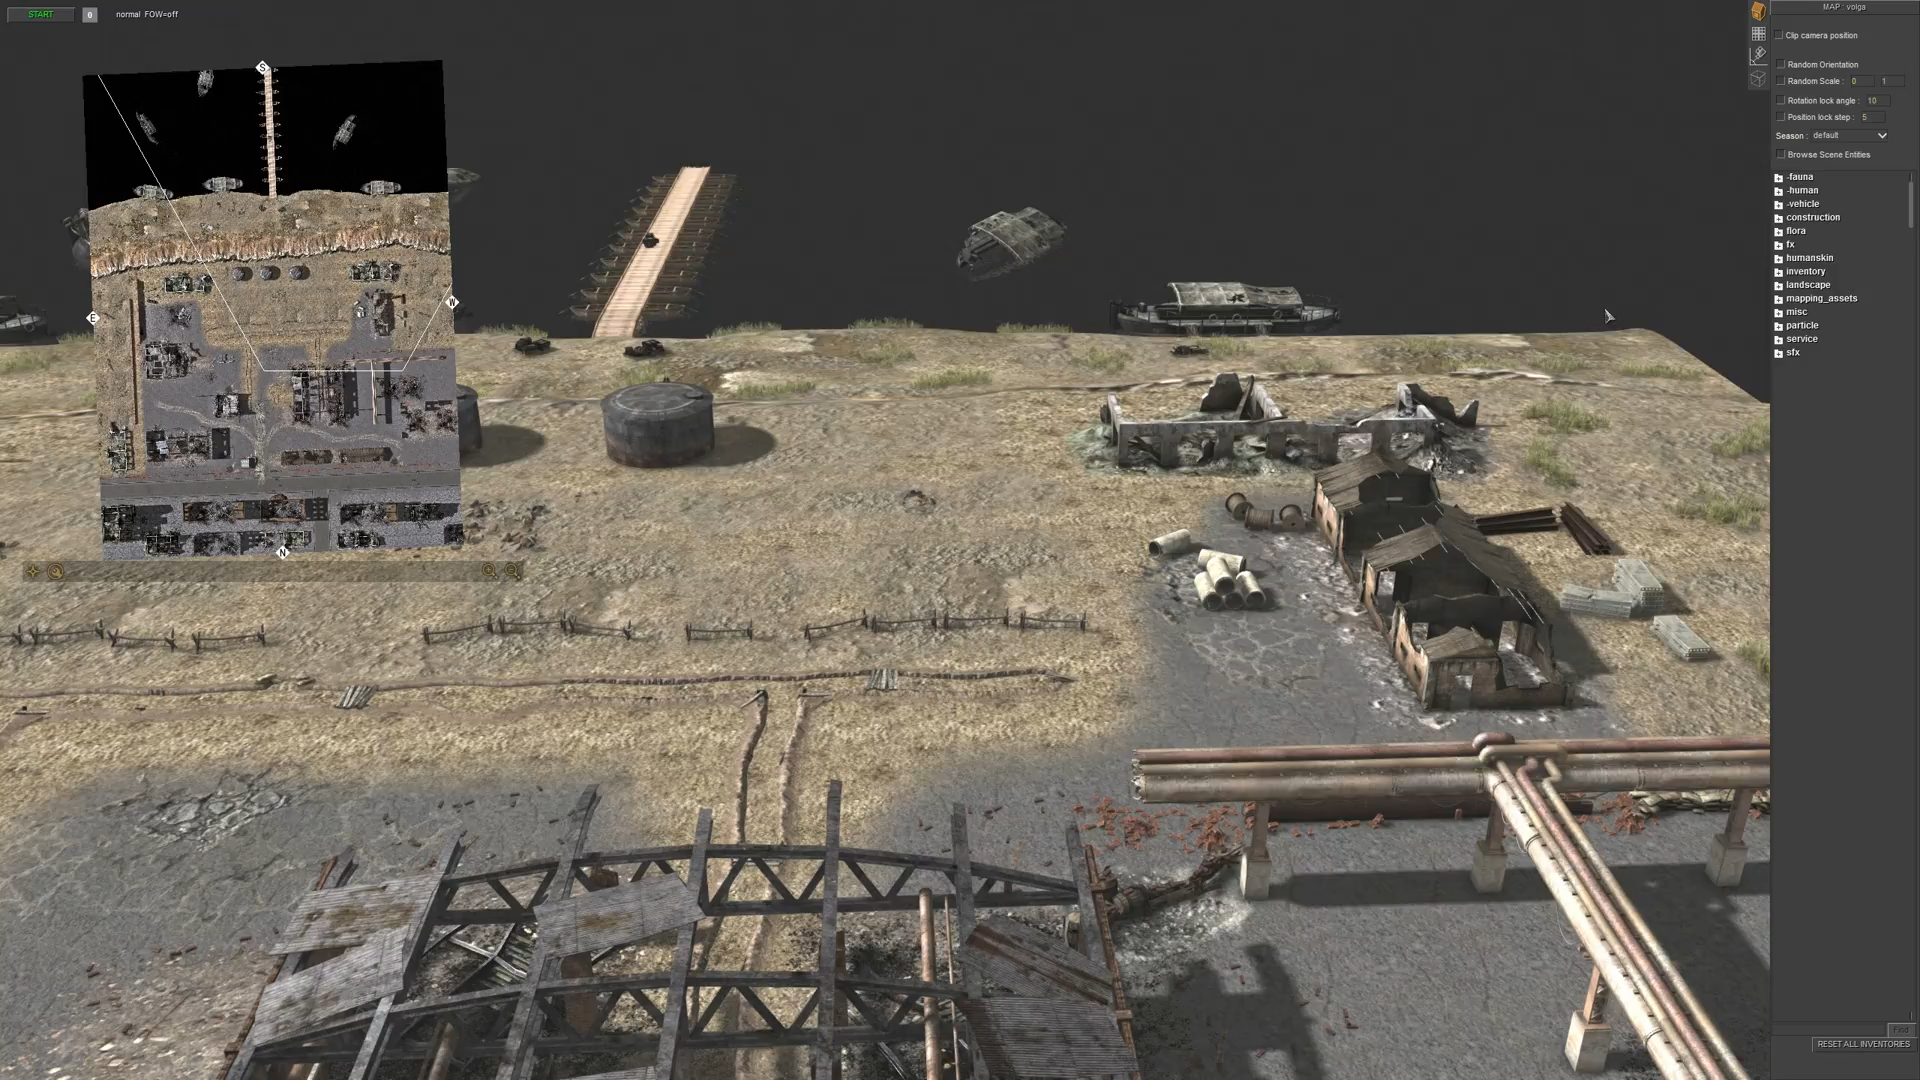 START
0
normal FOW=off
S
E
W
N
MAP : volga
Clip camera position
Random Orientation
Random Scale : 0 1
Rotation lock angle : 10
Position lock step : 5
Season : default
Browse Scene Entities
-fauna
-human
-vehicle
construction
flora
fx
humanskin
inventory
landscape
mapping_assets
misc
particle
service
sfx
Find
RESET ALL INVENTORIES